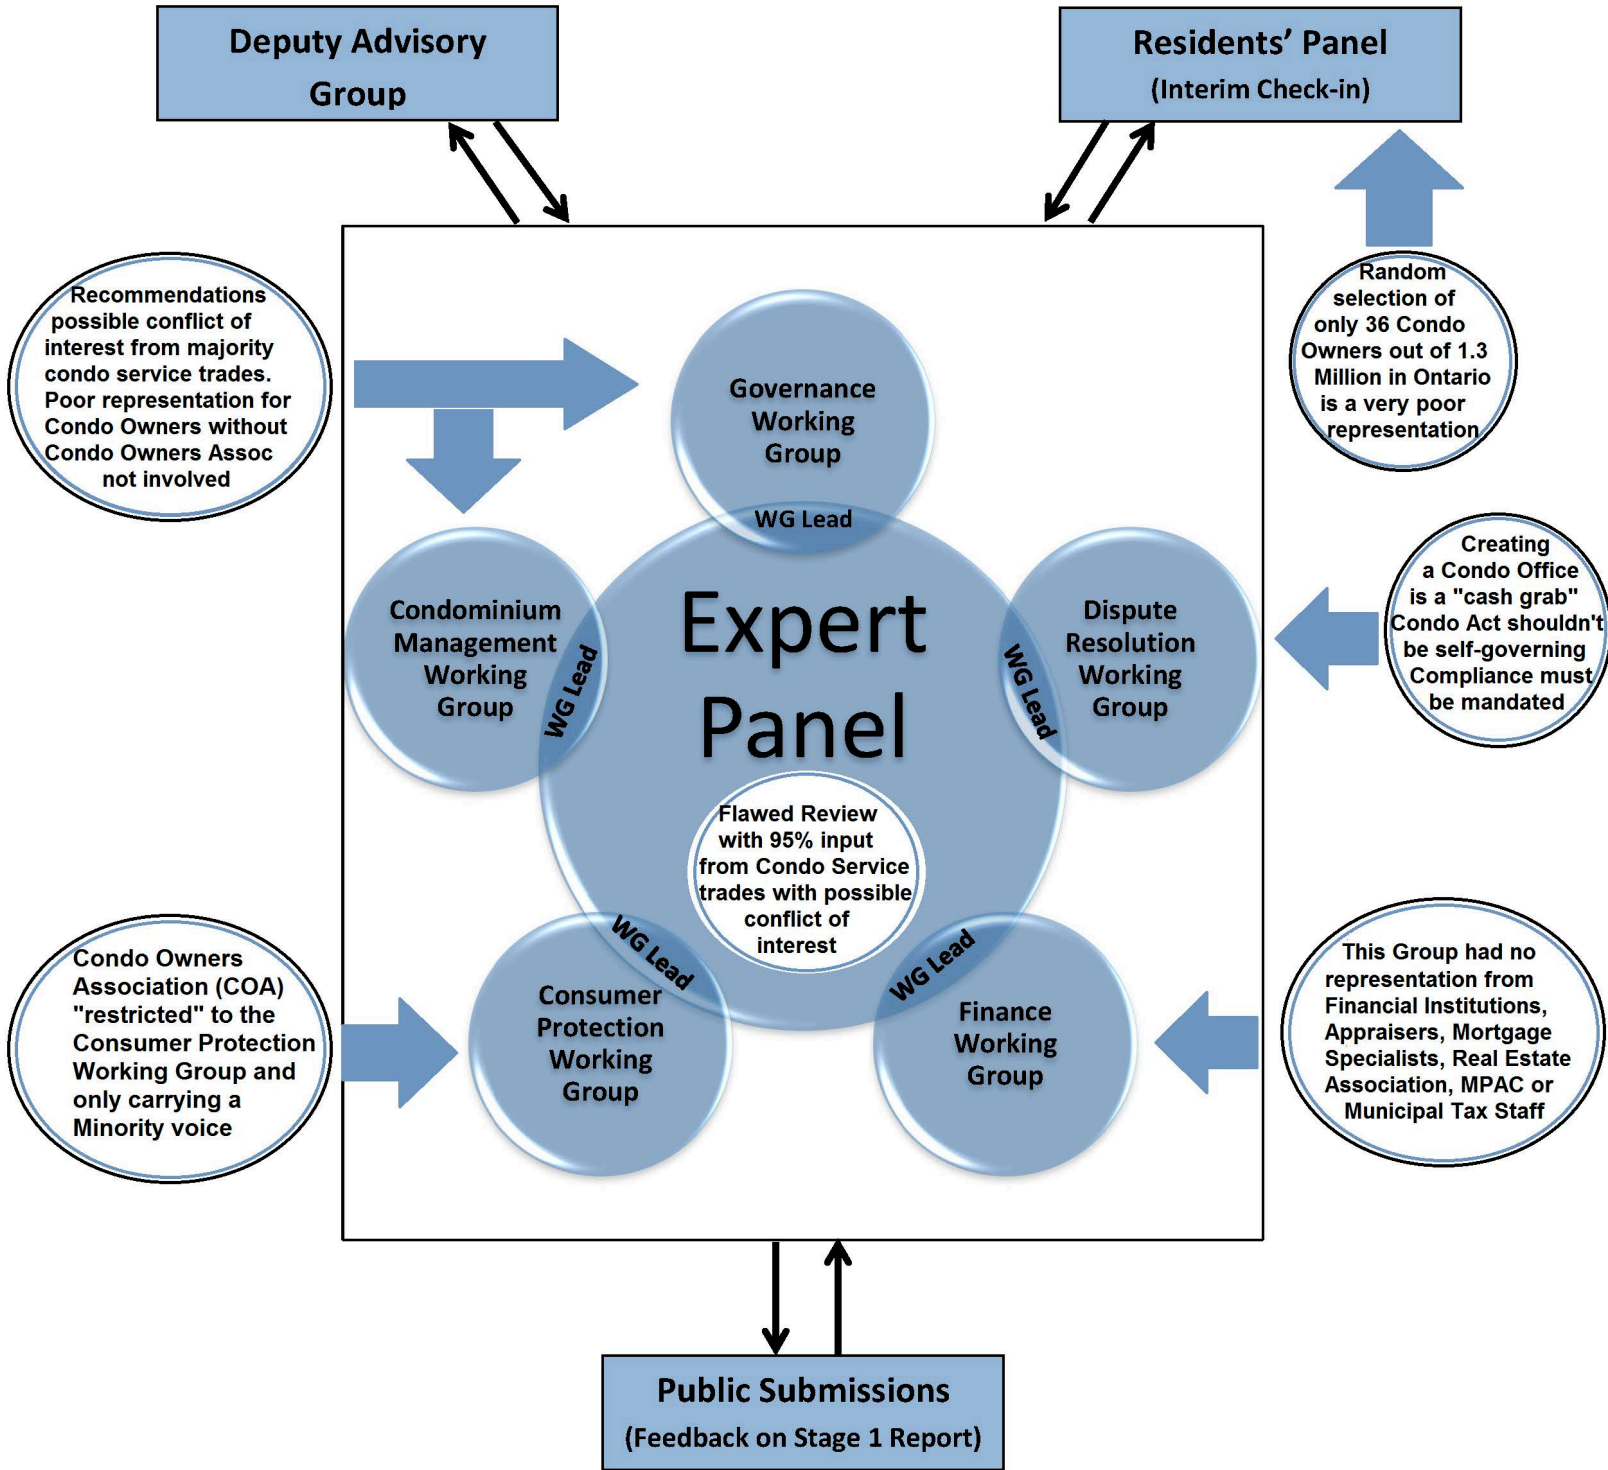 Deputy Advisory
Group
Residents’ Panel
(Interim Check-in)
Recommendations
possible conflict of
interest from majority
condo service trades.
Poor representation for
Condo Owners without
Condo Owners Assoc
not involved
Random
selection of
only 36 Condo
Owners out of 1.3
Million in Ontario
is a very poor
representation
Governance
Working
Group
WG Lead
Condominium
Management
Working
Group
WG Lead
Expert
Panel
Dispute
Resolution
Working
Group
WG Lead
Creating
a Condo Office
is a "cash grab"
Condo Act shouldn't
be self-governing
Compliance must
be mandated
Flawed Review
with 95% input
from Condo Service
trades with possible
conflict of
interest
Condo Owners
Association (COA)
"restricted" to the
Consumer Protection
Working Group and
only carrying a
Minority voice
WG Lead
Consumer
Protection
Working
Group
WG Lead
Finance
Working
Group
This Group had no
representation from
Financial Institutions,
Appraisers, Mortgage
Specialists, Real Estate
Association, MPAC or
Municipal Tax Staff
Public Submissions
(Feedback on Stage 1 Report)